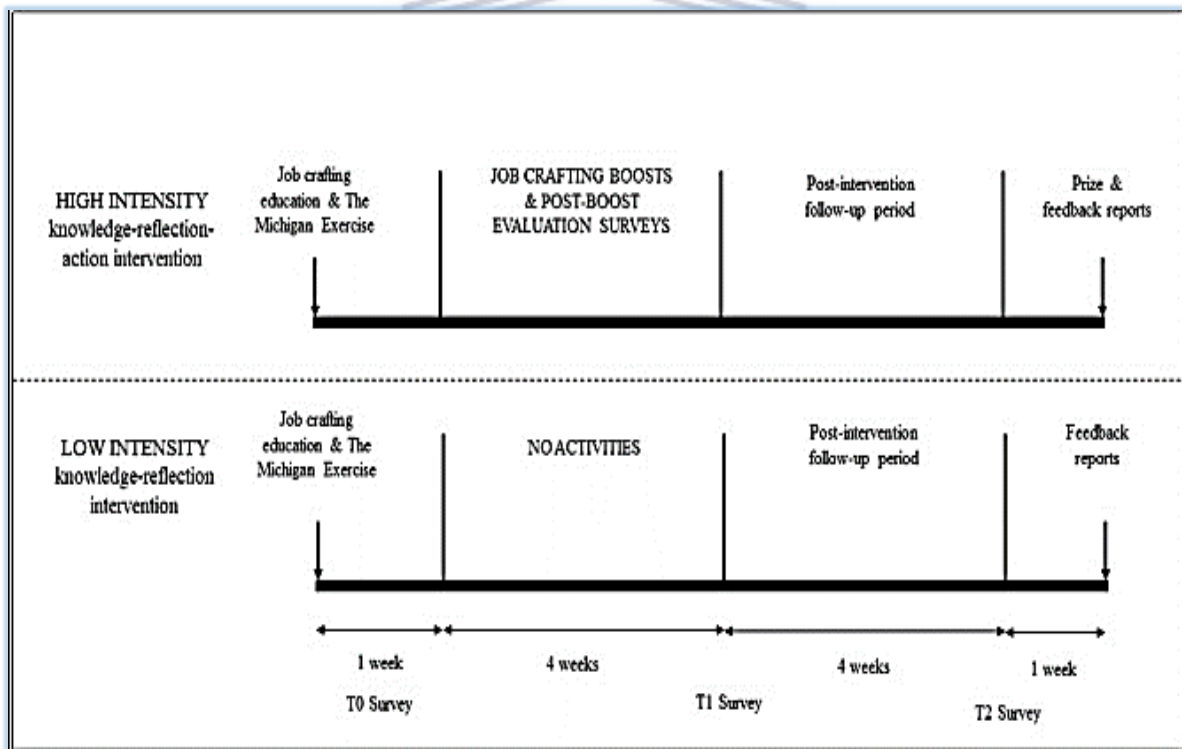 HIGH INTENSITY
knowledge-reflection-
action intervention
Job crafting
education & The
Michigan Exercise
JOB CRAFTING BOOSTS
& POST-BOOST
EVALUATION SURVEYS
Post-intervention
follow-up period
Prize &
feedback reports
LOW INTENSITY
knowledge-reflection
intervention
Job crafting
education & The
Michigan Exercise
NO ACTIVITIES
Post-intervention
follow-up period
Feedback
reports
1 week
4 weeks
4 weeks
1 week
T0 Survey
T1 Survey
T2 Survey